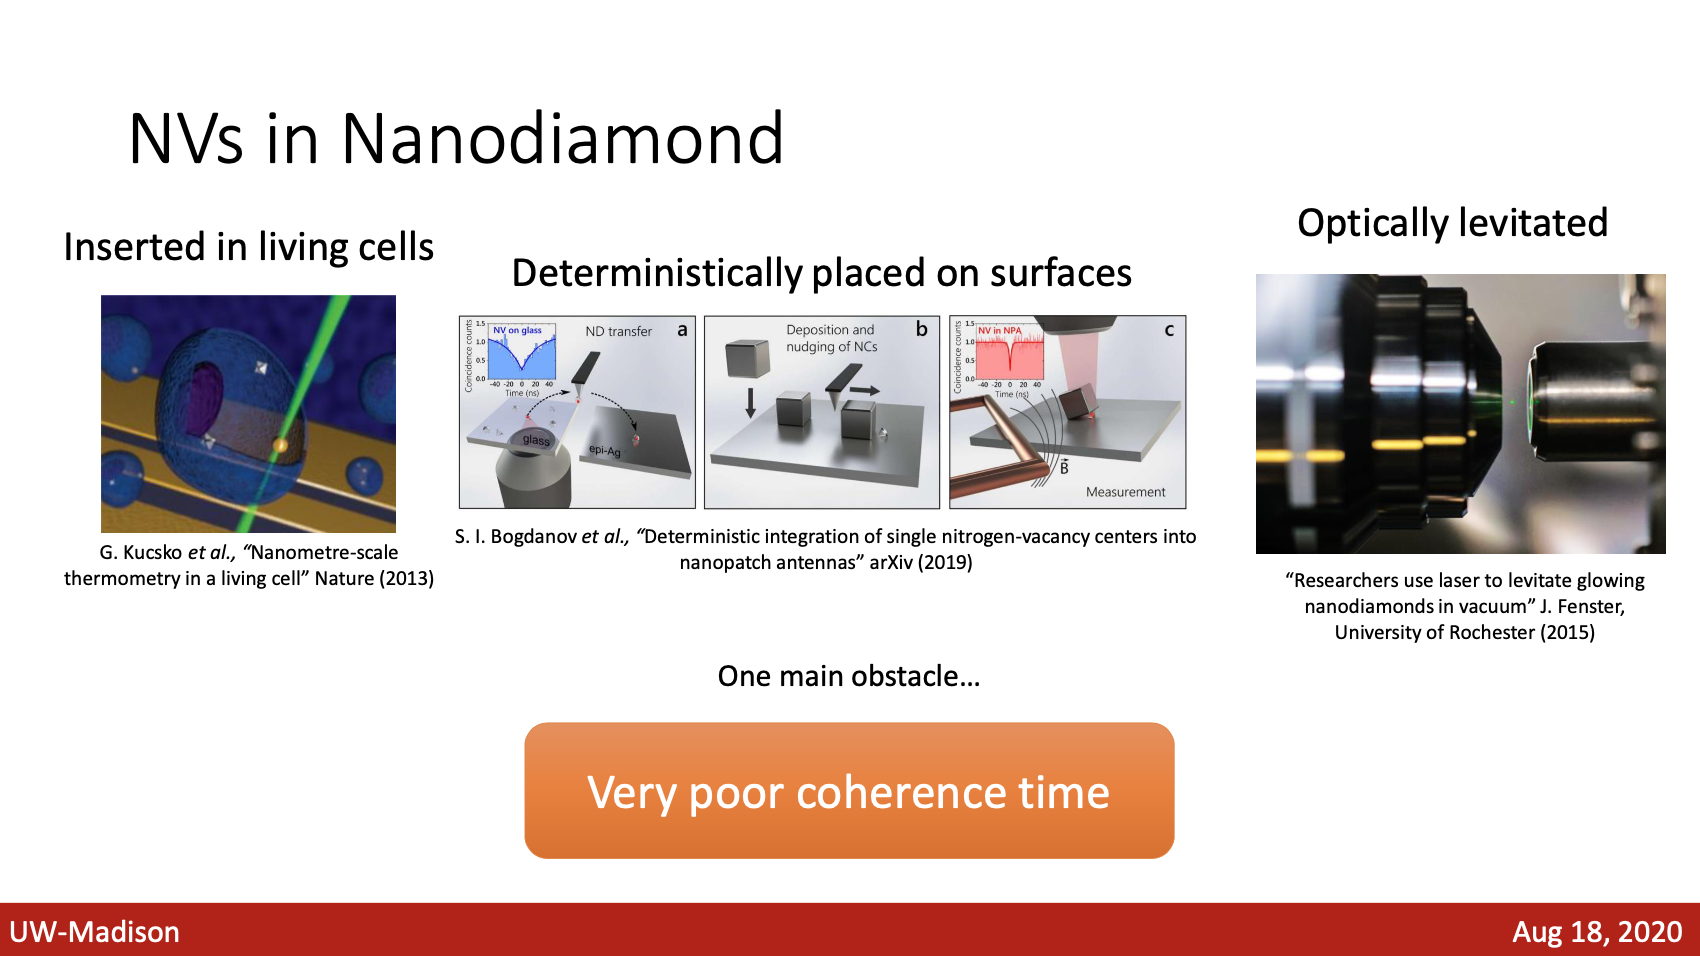 NVs in Nanodiamond
Inserted in living cells
G. Kucsko et al., “Nanometre-scale
thermometry in a living cell” Nature (2013)
Deterministically placed on surfaces
1.5
1.0
0.5
0.0
Coincidence counts
NV on glass
-40 -20 0 20 40
Time (ns)
ND transfer
a
glass
epi-Ag
Deposition and
nudging of NCs
b
1.5
1.0
0.5
0.0
Coincidence counts
NV in NPA
-40 -20 0 20 40
Time (ns)
c
B
Measurement
S. I. Bogdanov et al., “Deterministic integration of single nitrogen-vacancy centers into
nanopatch antennas” arXiv (2019)
Optically levitated
“Researchers use laser to levitate glowing
nanodiamonds in vacuum” J. Fenster,
University of Rochester (2015)
One main obstacle…
Very poor coherence time
UW-Madison
Aug 18, 2020